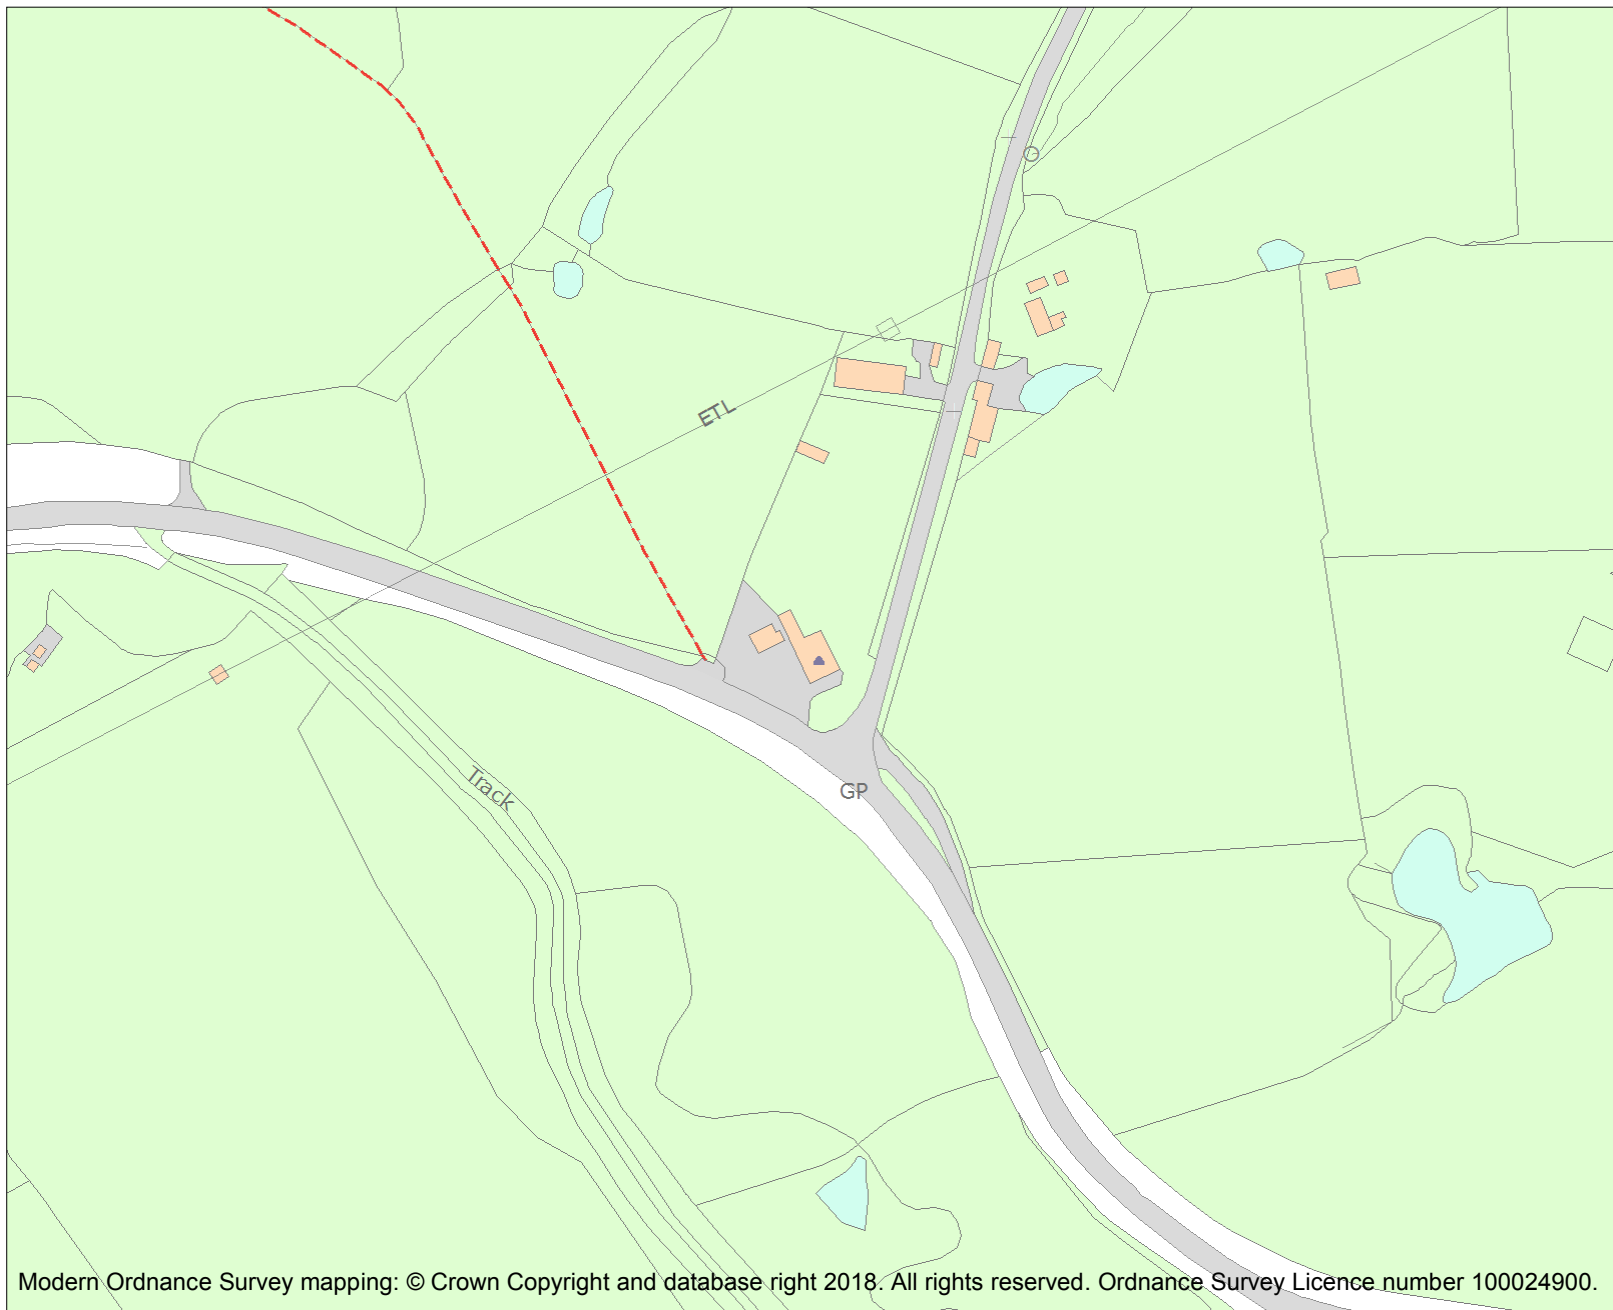 ETL
Track
GP
Modern Ordnance Survey mapping: © Crown Copyright and database right 2018. All rights reserved. Ordnance Survey Licence number 100024900.